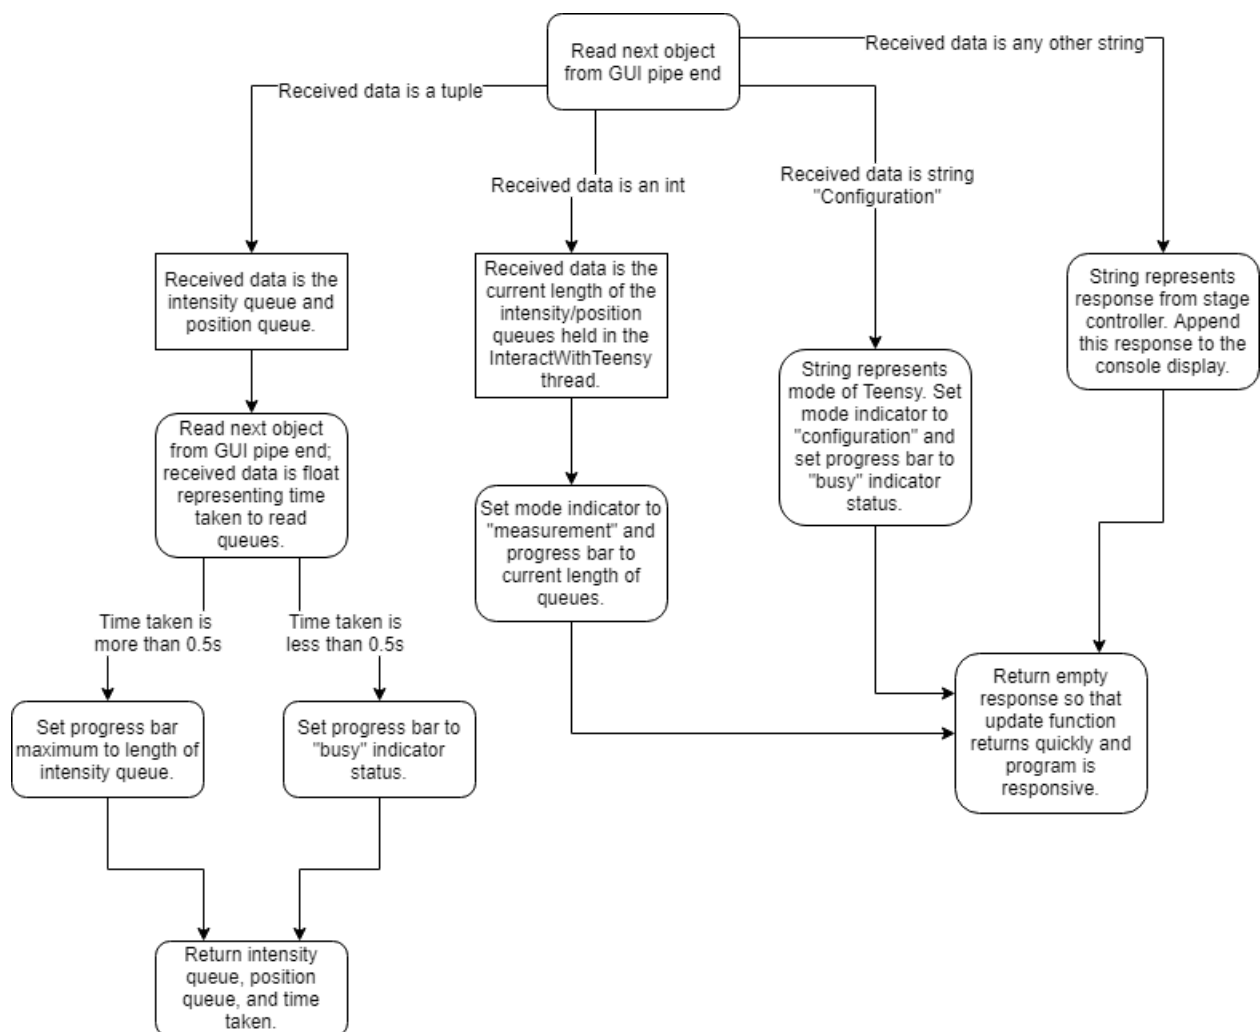 Read next object
from GUI pipe end
Received data is any other string
Received data is a tuple
Received data is an int
Received data is string
"Configuration"
Received data is the
intensity queue and
position queue.
Received data is the
current length of the
intensity/position
queues held in the
InteractWithTeensy
thread.
String represents
response from stage
controller. Append
this response to the
console display.
String represents
mode of Teensy. Set
mode indicator to
"configuration" and
set progress bar to
"busy" indicator
status.
Read next object
from GUI pipe end;
received data is float
representing time
taken to read
queues.
Set mode indicator to
"measurement" and
progress bar to
current length of
queues.
Time taken is
more than 0.5s
Time taken is
less than 0.5s
Return empty
response so that
update function
returns quickly and
program is
responsive.
Set progress bar
maximum to length of
intensity queue.
Set progress bar to
"busy" indicator
status.
Return intensity
queue, position
queue, and time
taken.